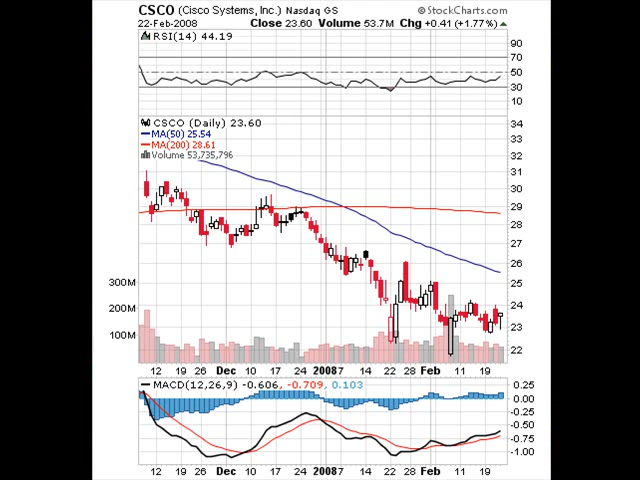 CSCO (Cisco Systems, Inc.) Nasdaq GS © StockCharts.com
22-Feb-2008 Close 23.60 Volume 53.7M Chg +0.41 (+1.77%)
RSI(14) 44.19
90
70
50
30
10
CSCO (Daily) 23.60
MA(50) 25.54
MA(200) 28.61
Volume 53,735,796
34
33
32
31
30
29
28
27
26
25
24
23
22
300M
200M
100M
12 19 26 Dec 10 17 24 2008 7 14 22 28 Feb 11 19
MACD(12,26,9) -0.606, -0.709, 0.103
0.25
0.00
-0.25
-0.50
-0.75
-1.00
12 19 26 Dec 10 17 24 2008 7 14 22 28 Feb 11 19